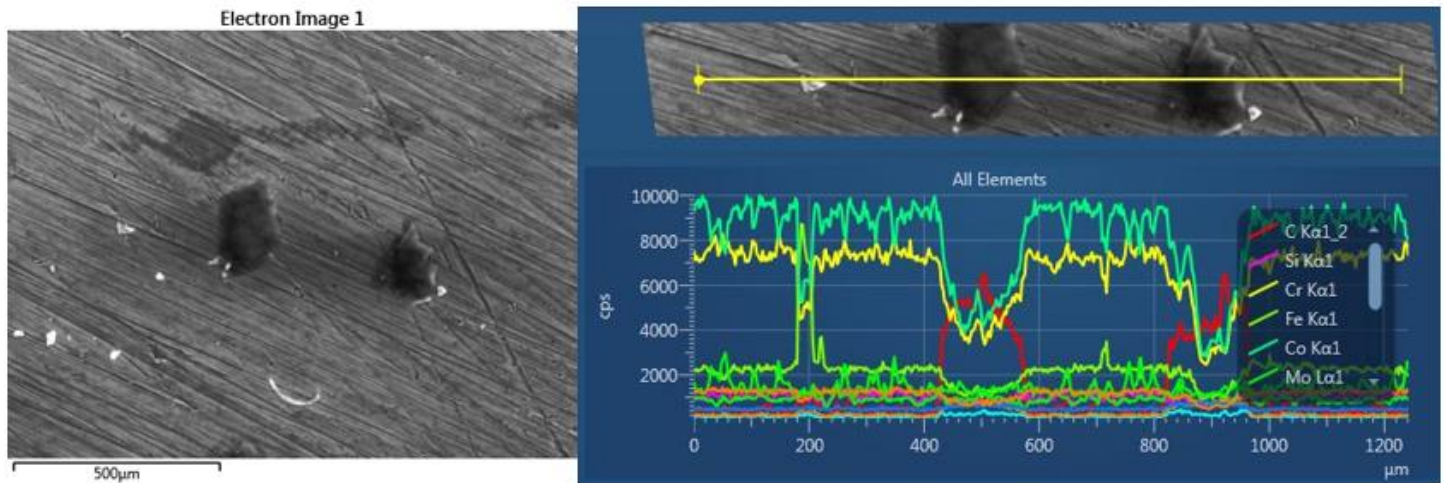 Electron Image 1
500µm
All Elements
cps
10000
8000
6000
4000
2000
0
200
400
600
800
1000
1200
µm
C Kα1_2
Si Kα1
Cr Kα1
Fe Kα1
Co Kα1
Mo Lα1